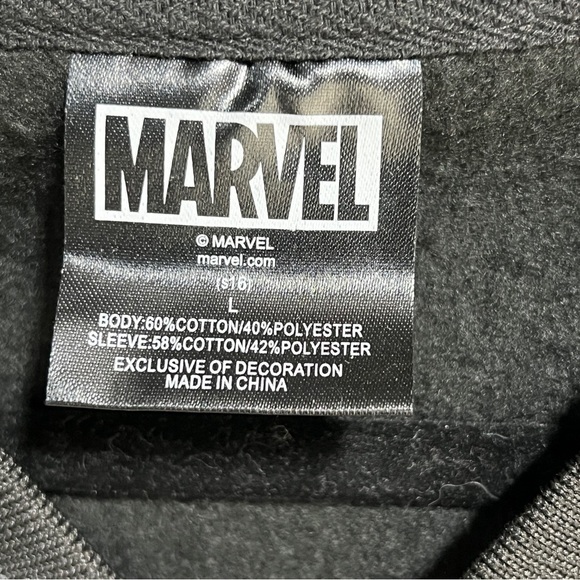 MARVEL
© MARVEL
marvel.com
(s16)
L
BODY:60%COTTON/40%POLYESTER
SLEEVE:58%COTTON/42%POLYESTER
EXCLUSIVE OF DECORATION
MADE IN CHINA